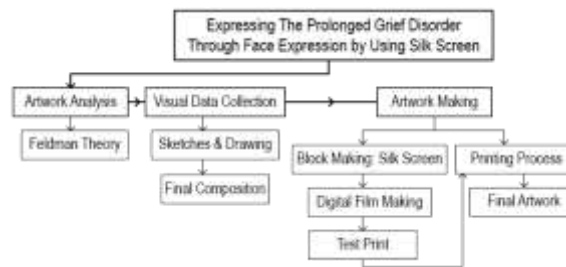 Expressing The Prolonged Grief Disorder
Through Face Expression by Using Silk Screen
Artwork Analysis
Visual Data Collection
Artwork Making
Feldman Theory
Sketches & Drawing
Block Making: Silk Screen
Printing Process
Final Composition
Digital Film Making
Final Artwork
Test Print